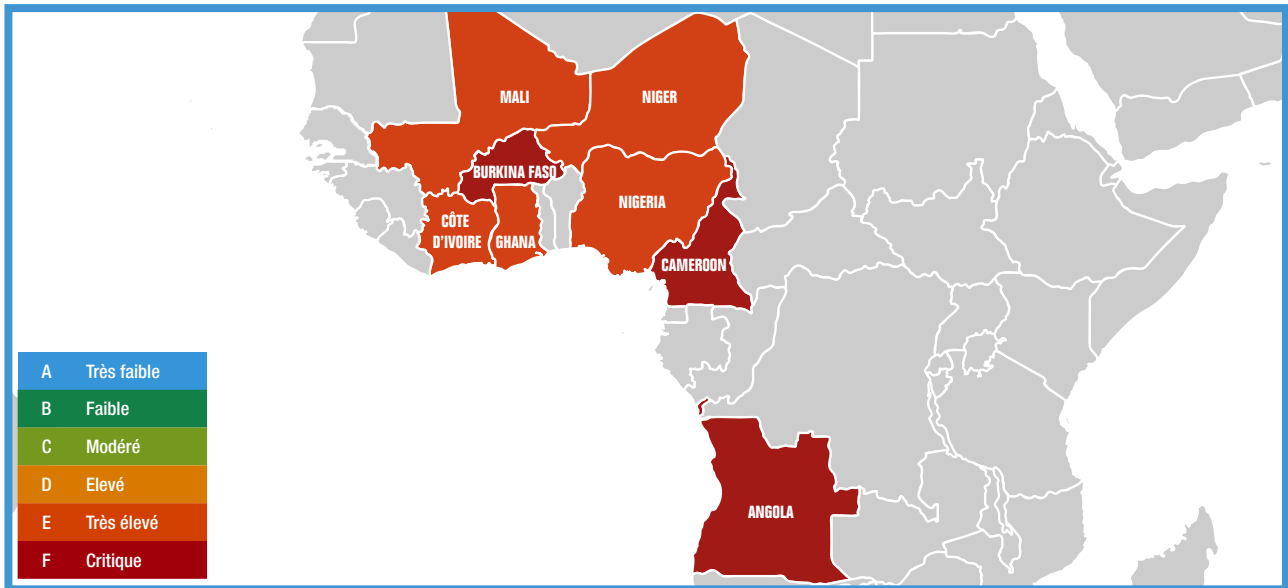 MALI
NIGER
BURKINA FASO
NIGERIA
CÔTE
D'IVOIRE
GHANA
CAMEROON
ANGOLA
A Très faible
B Faible
C Modéré
D Elevé
E Très élevé
F Critique